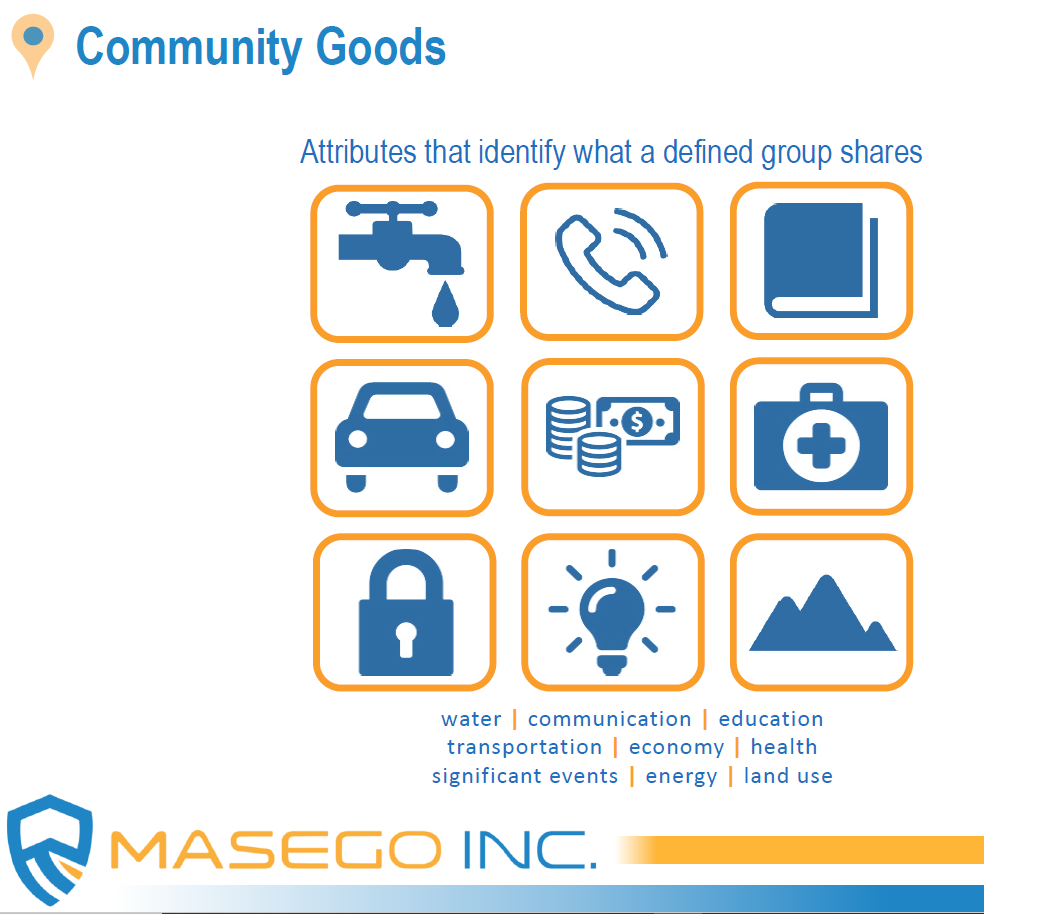 Community Goods
Attributes that identify what a defined group shares
$
water | communication | education
transportation | economy | health
significant events | energy | land use
MASEGO INC.